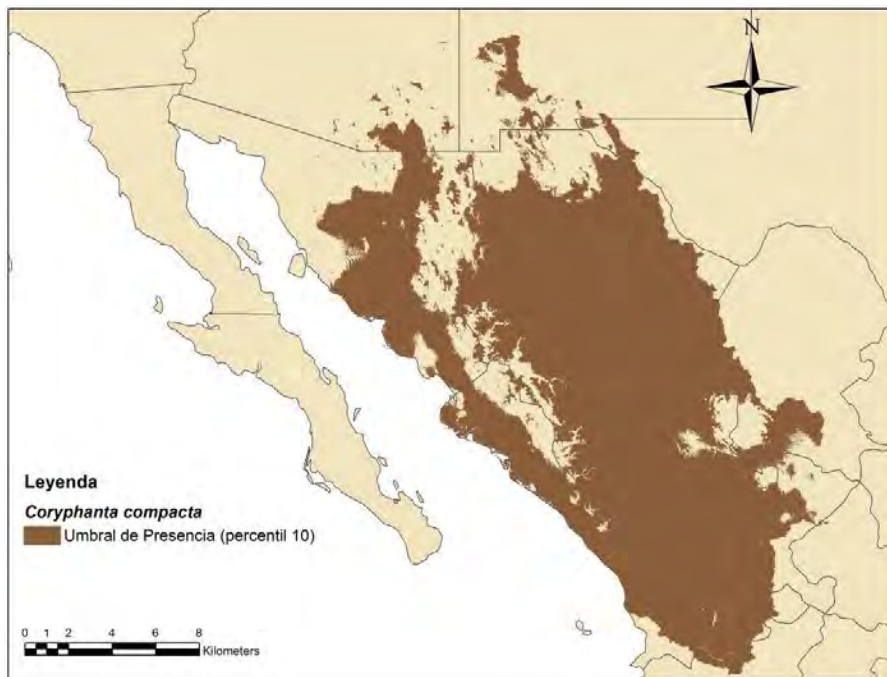 N
Leyenda
Coryphanta compacta
Umbral de Presencia (percentil 10)
0 1 2 4 6 8
Kilometers